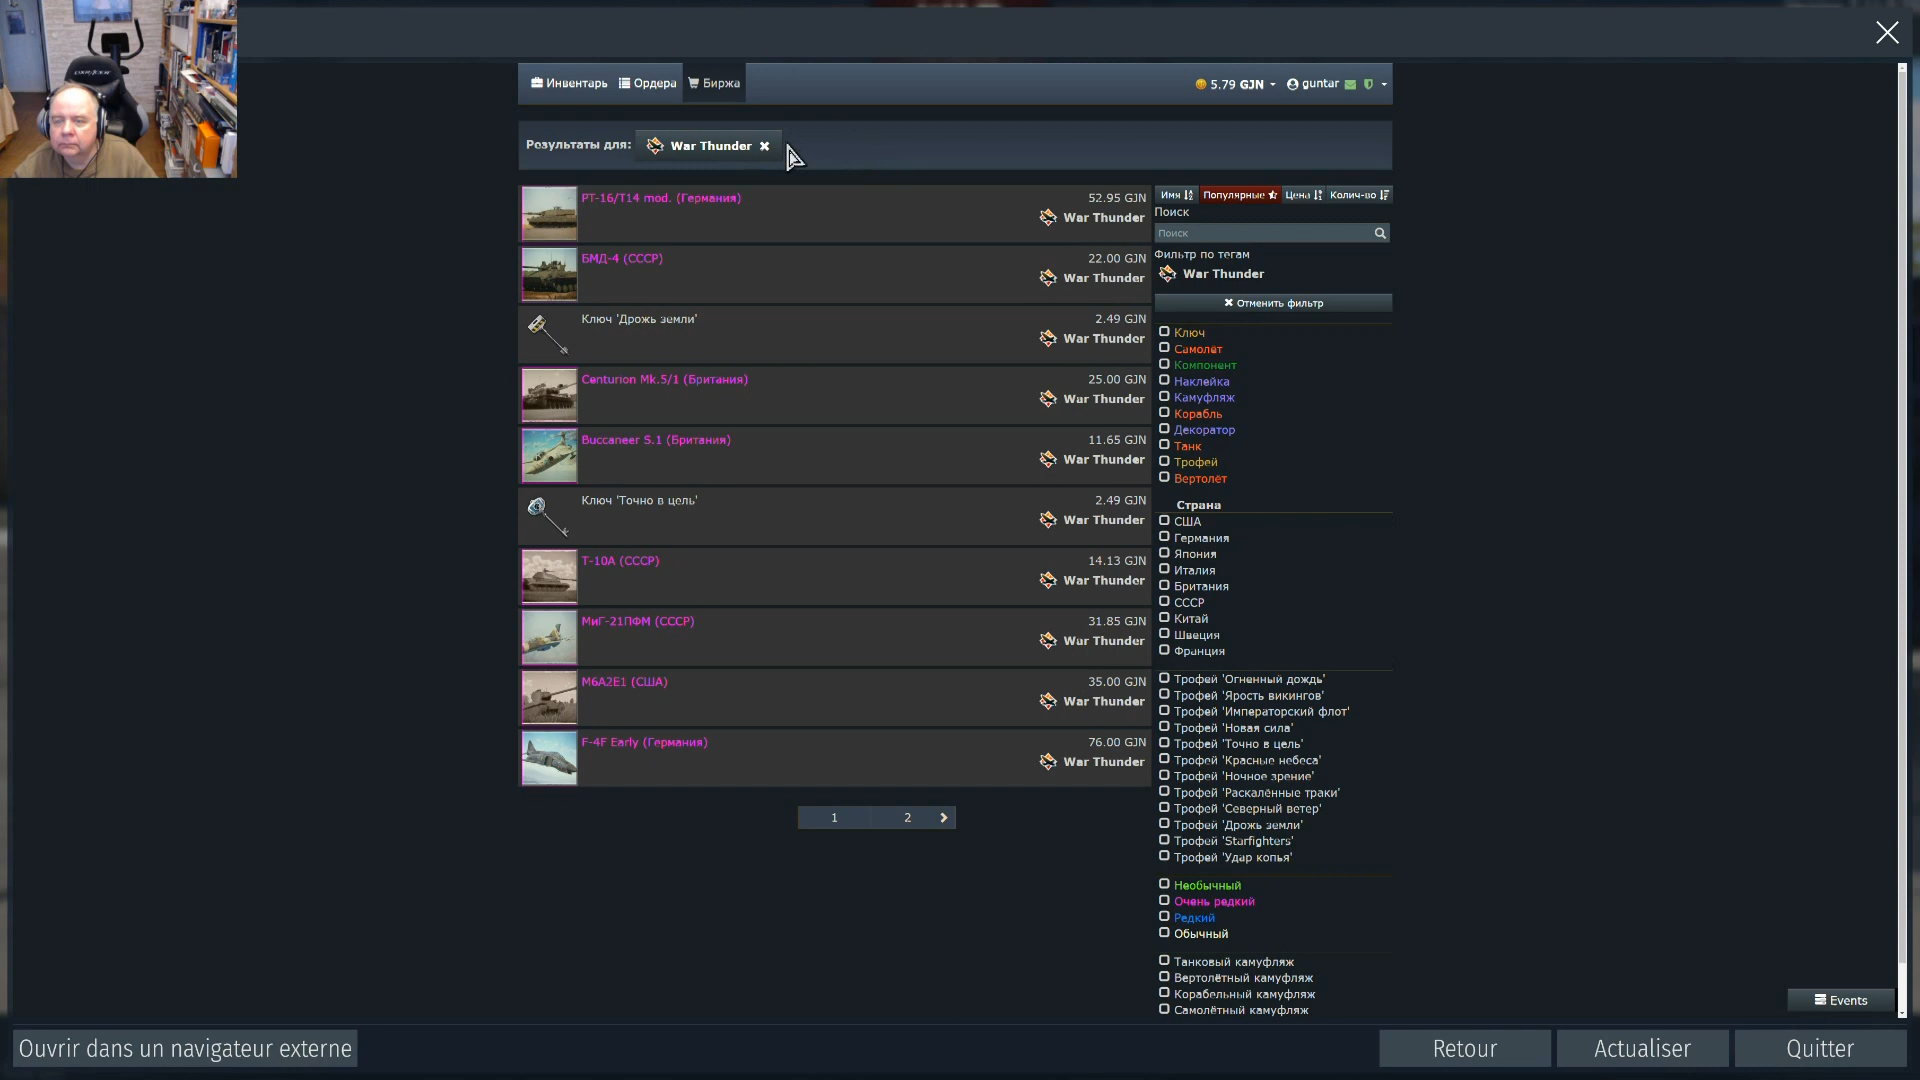 Инвентарь Ордера Биржа 5.79 GJN guntar
Результаты для: War Thunder
PT-16/T14 mod. (Германия) 52.95 GJN
War Thunder
БМД-4 (СССР) 22.00 GJN
War Thunder
Ключ 'Дрожь земли' 2.49 GJN
War Thunder
Centurion Mk.5/1 (Британия) 25.00 GJN
War Thunder
Buccaneer S.1 (Британия) 11.65 GJN
War Thunder
Ключ 'Точно в цель' 2.49 GJN
War Thunder
Т-10А (СССР) 14.13 GJN
War Thunder
МиГ-21ПФМ (СССР) 31.85 GJN
War Thunder
M6A2E1 (США) 35.00 GJN
War Thunder
F-4F Early (Германия) 76.00 GJN
War Thunder
1 2
Имя Популярные Цена Колич-во
Поиск
Поиск
Фильтр по тегам
War Thunder
Отменить фильтр
Ключ
Самолёт
Компонент
Наклейка
Камуфляж
Корабль
Декоратор
Танк
Трофей
Вертолёт
Страна
США
Германия
Япония
Италия
Британия
СССР
Китай
Швеция
Франция
Трофей 'Огненный дождь'
Трофей 'Ярость викингов'
Трофей 'Императорский флот'
Трофей 'Новая сила'
Трофей 'Точно в цель'
Трофей 'Красные небеса'
Трофей 'Ночное зрение'
Трофей 'Раскалённые траки'
Трофей 'Северный ветер'
Трофей 'Дрожь земли'
Трофей 'Starfighters'
Трофей 'Удар копья'
Необычный
Очень редкий
Редкий
Обычный
Танковый камуфляж
Вертолётный камуфляж
Корабельный камуфляж
Самолётный камуфляж
Events
Ouvrir dans un navigateur externe Retour Actualiser Quitter